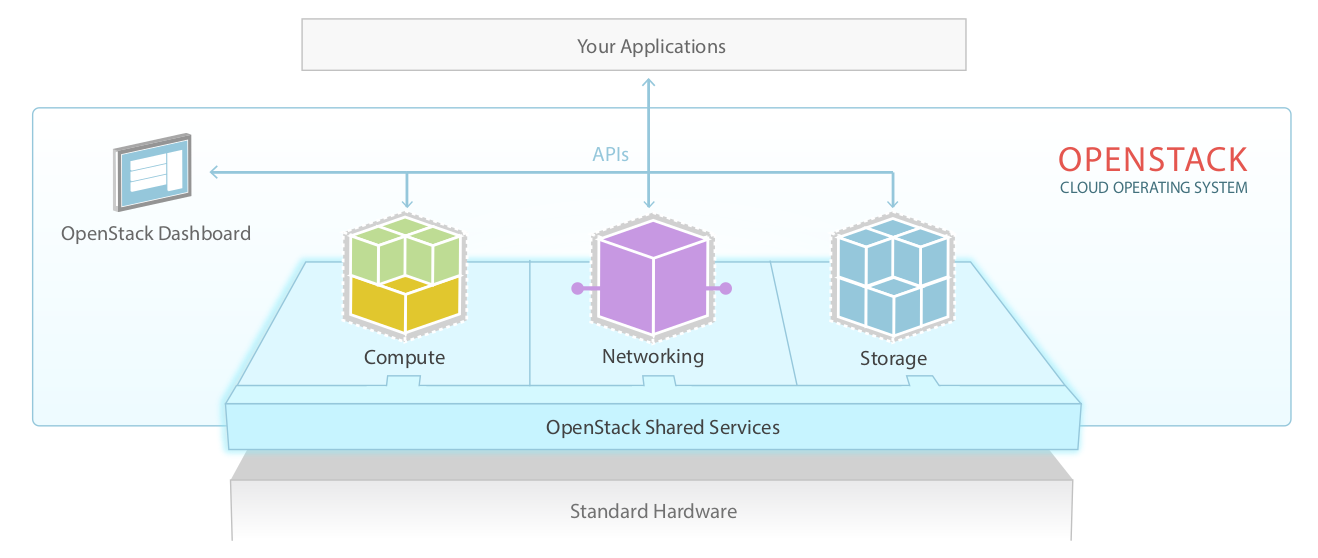 Your Applications
APIs
OPENSTACK
CLOUD OPERATING SYSTEM
OpenStack Dashboard
Compute
Networking
Storage
OpenStack Shared Services
Standard Hardware